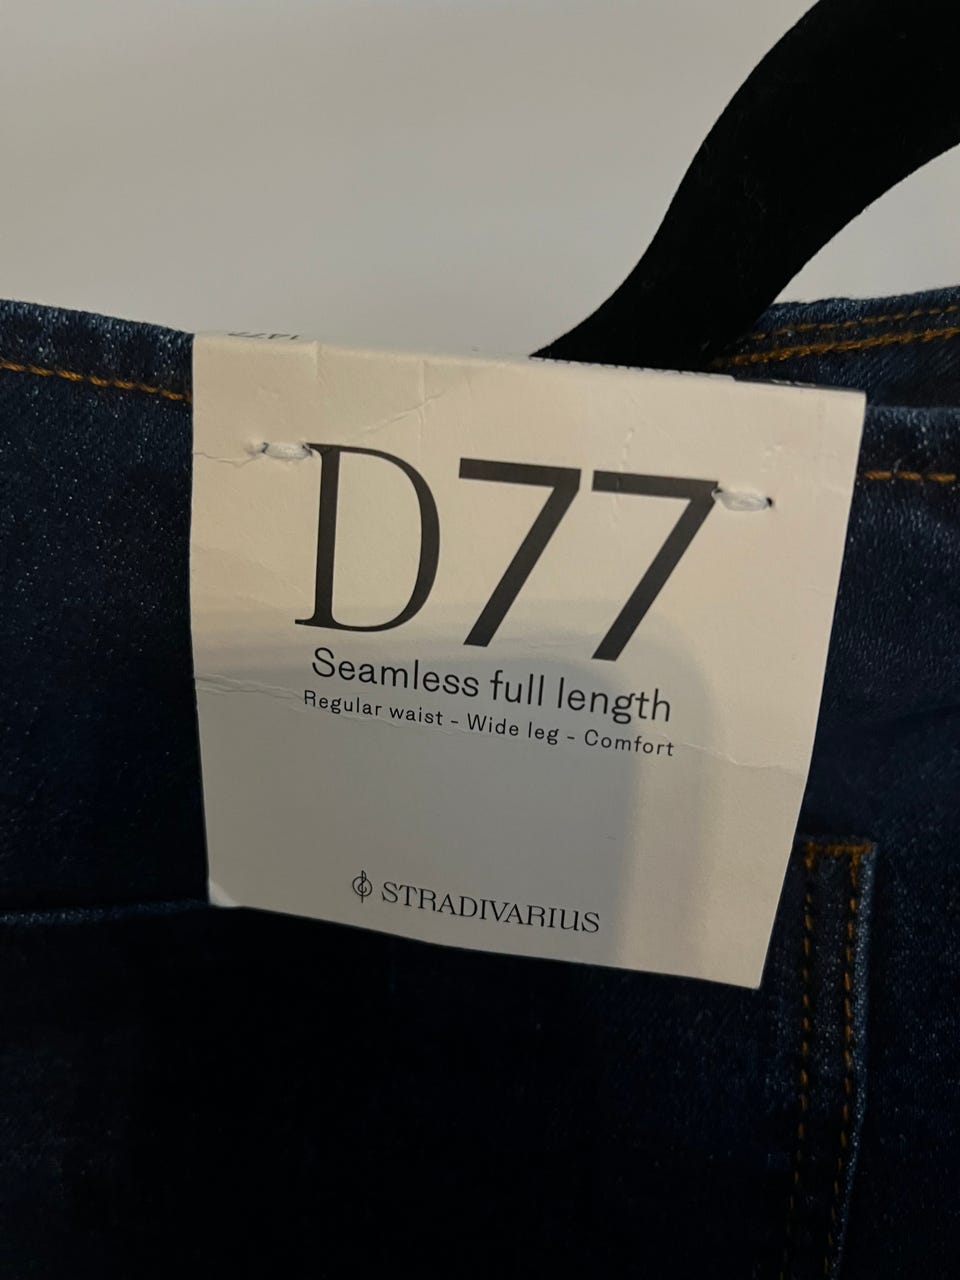 D77
Seamless full length
Regular waist - Wide leg - Comfort
STRADIVARIUS